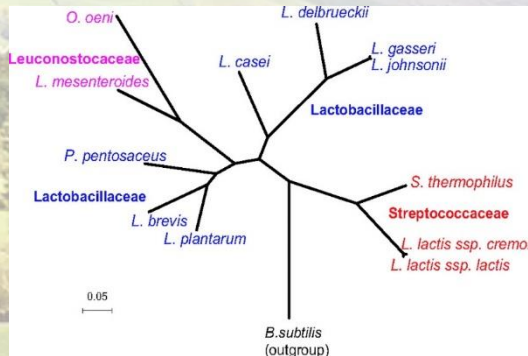 O. oeni
L. delbrueckii
Leuconostocaceae
L. casei
L. gasseri
L. johnsonii
L. mesenteroides
Lactobacillaceae
P. pentosaceus
S. thermophilus
Lactobacillaceae
Streptococcaceae
L. brevis
L. plantarum
L. lactis ssp. cremo
L. lactis ssp. lactis
0.05
B.subtilis
(outgroup)